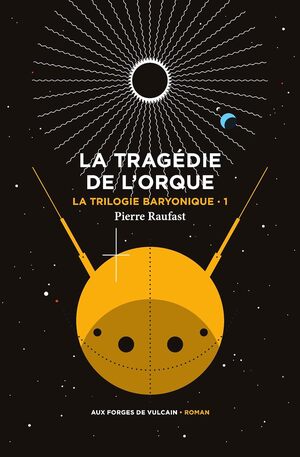 LA TRAGÉDIE
DE L'ORQUE
LA TRILOGIE BARYONIQUE • 1
Pierre Raufast
AUX FORGES DE VULCAIN • ROMAN